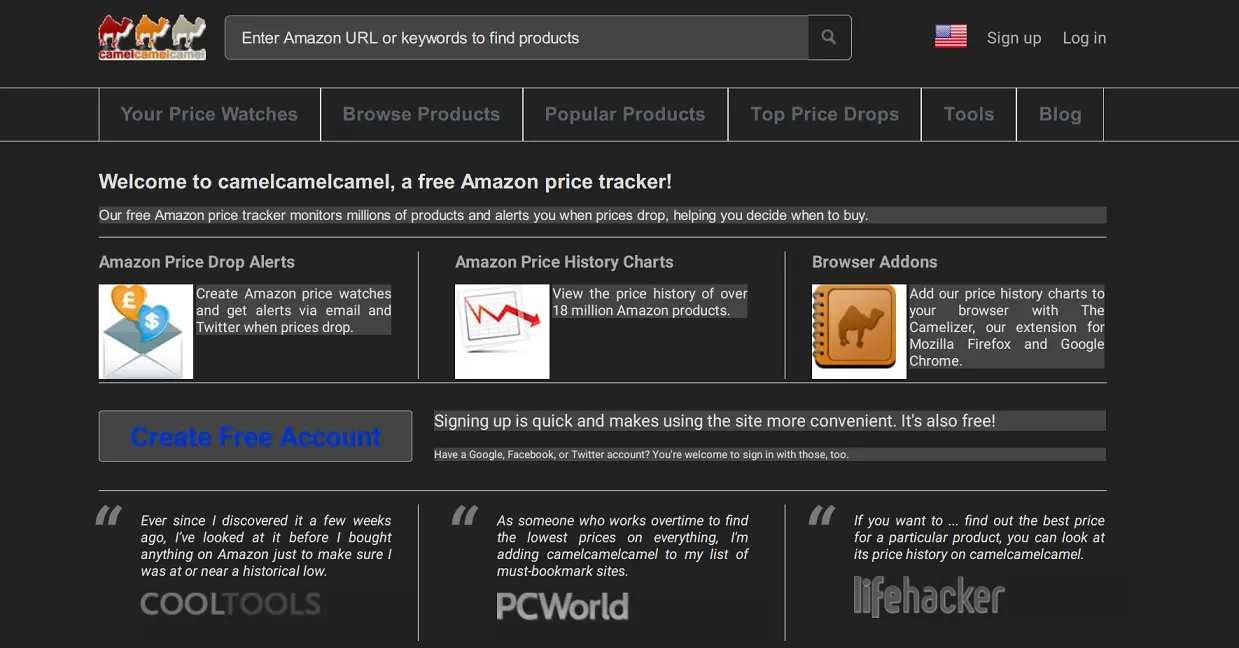 camelcamelcamel
Enter Amazon URL or keywords to find products
Sign up
Log in
Your Price Watches
Browse Products
Popular Products
Top Price Drops
Tools
Blog
Welcome to camelcamelcamel, a free Amazon price tracker!
Our free Amazon price tracker monitors millions of products and alerts you when prices drop, helping you decide when to buy.
Amazon Price Drop Alerts
£
$
Create Amazon price watches
and get alerts via email and
Twitter when prices drop.
Amazon Price History Charts
View the price history of over
18 million Amazon products.
Browser Addons
Add our price history charts to
your browser with The
Camelizer, our extension for
Mozilla Firefox and Google
Chrome.
Create Free Account
Signing up is quick and makes using the site more convenient. It's also free!
Have a Google, Facebook, or Twitter account? You're welcome to sign in with those, too.
“
Ever since I discovered it a few weeks
ago, I've looked at it before I bought
anything on Amazon just to make sure I
was at or near a historical low.
COOLTOOLS
“
As someone who works overtime to find
the lowest prices on everything, I'm
adding camelcamelcamel to my list of
must-bookmark sites.
PCWorld
“
If you want to ... find out the best price
for a particular product, you can look at
its price history on camelcamelcamel.
lifehacker